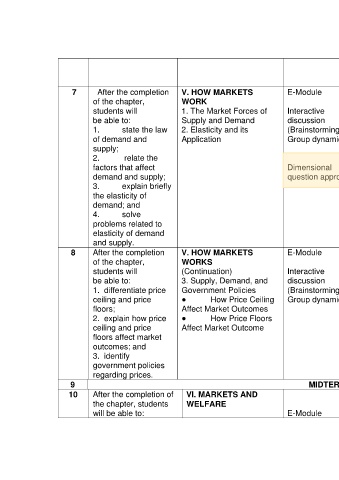 7
After the completion
of the chapter,
students will
be able to:
1. state the law
of demand and
supply;
2. relate the
factors that affect
demand and supply;
3. explain briefly
the elasticity of
demand; and
4. solve
problems related to
elasticity of demand
and supply.
V. HOW MARKETS
WORK
1. The Market Forces of
Supply and Demand
2. Elasticity and its
Application
E-Module
Interactive
discussion
(Brainstorming
Group dynami
Dimensional
question appro
8
After the completion
of the chapter,
students will
be able to:
1. differentiate price
ceiling and price
floors;
2. explain how price
ceiling and price
floors affect market
outcomes; and
3. identify
government policies
regarding prices.
V. HOW MARKETS
WORKS
(Continuation)
3. Supply, Demand, and
Government Policies
● How Price Ceiling
Affect Market Outcomes
● How Price Floors
Affect Market Outcome
E-Module
Interactive
discussion
(Brainstorming
Group dynami
9
MIDTER
10
After the completion of
the chapter, students
will be able to:
VI. MARKETS AND
WELFARE
E-Module